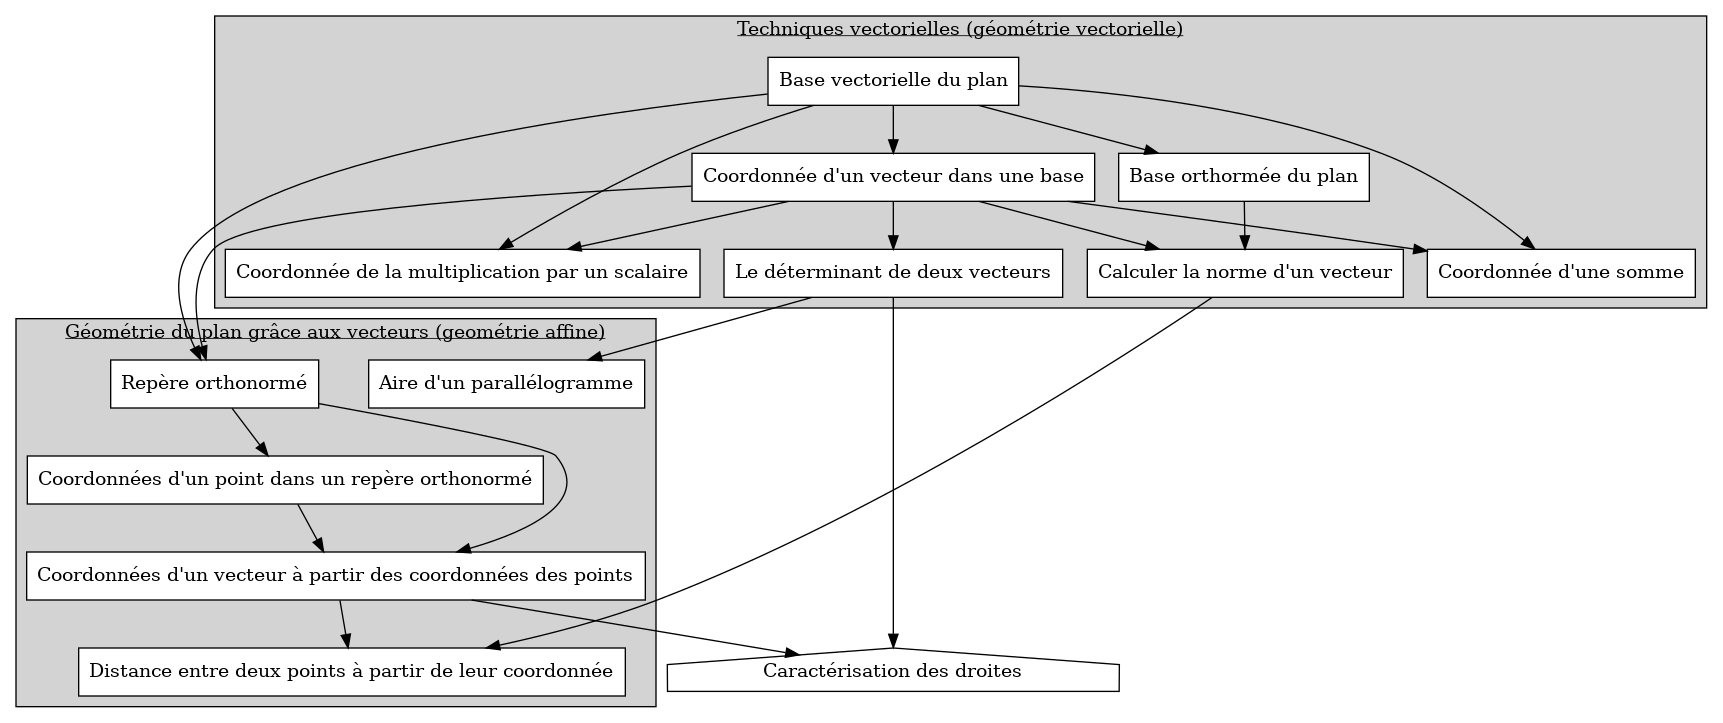 Techniques vectorielles (géométrie vectorielle)
Base vectorielle du plan
Coordonnée d'un vecteur dans une base
Base orthormée du plan
Coordonnée de la multiplication par un scalaire
Le déterminant de deux vecteurs
Calculer la norme d'un vecteur
Coordonnée d'une somme
Géométrie du plan grâce aux vecteurs (geométrie affine)
Repère orthonormé
Aire d'un parallélogramme
Coordonnées d'un point dans un repère orthonormé
Coordonnées d'un vecteur à partir des coordonnées des points
Distance entre deux points à partir de leur coordonnée
Caractérisation des droites